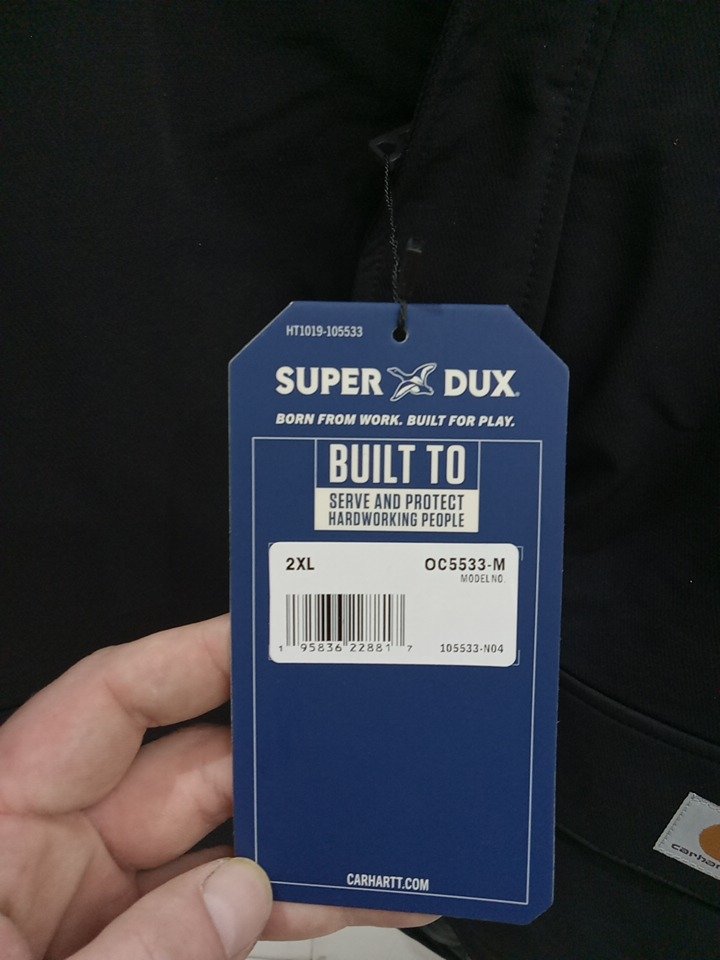 HT1019-105533
SUPER DUX®
BORN FROM WORK. BUILT FOR PLAY.
BUILT TO
SERVE AND PROTECT
HARDWORKING PEOPLE
2XL OC5533-M
MODEL NO.
1 95836 22881 7 105533-N04
CARHARTT.COM